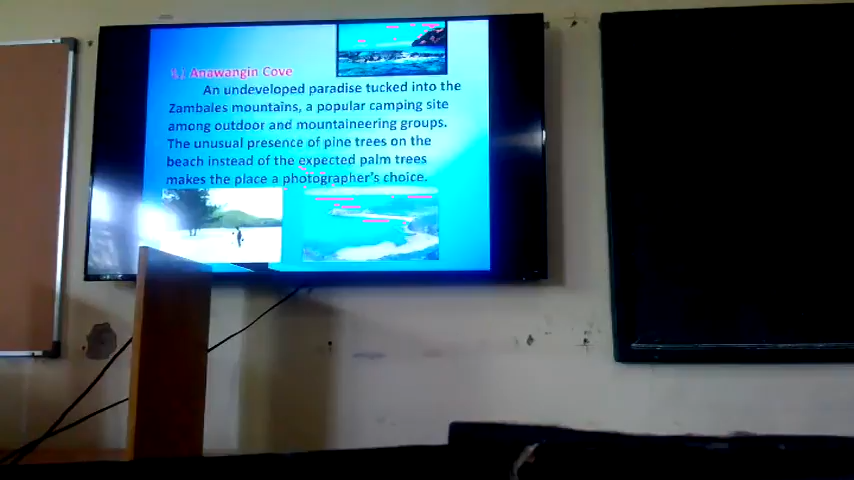 Anawangin Cove
An undeveloped paradise tucked into the
Zambales mountains, a popular camping site
among outdoor and mountaineering groups.
The unusual presence of pine trees on the
beach instead of the expected palm trees
makes the place a photographer's choice.